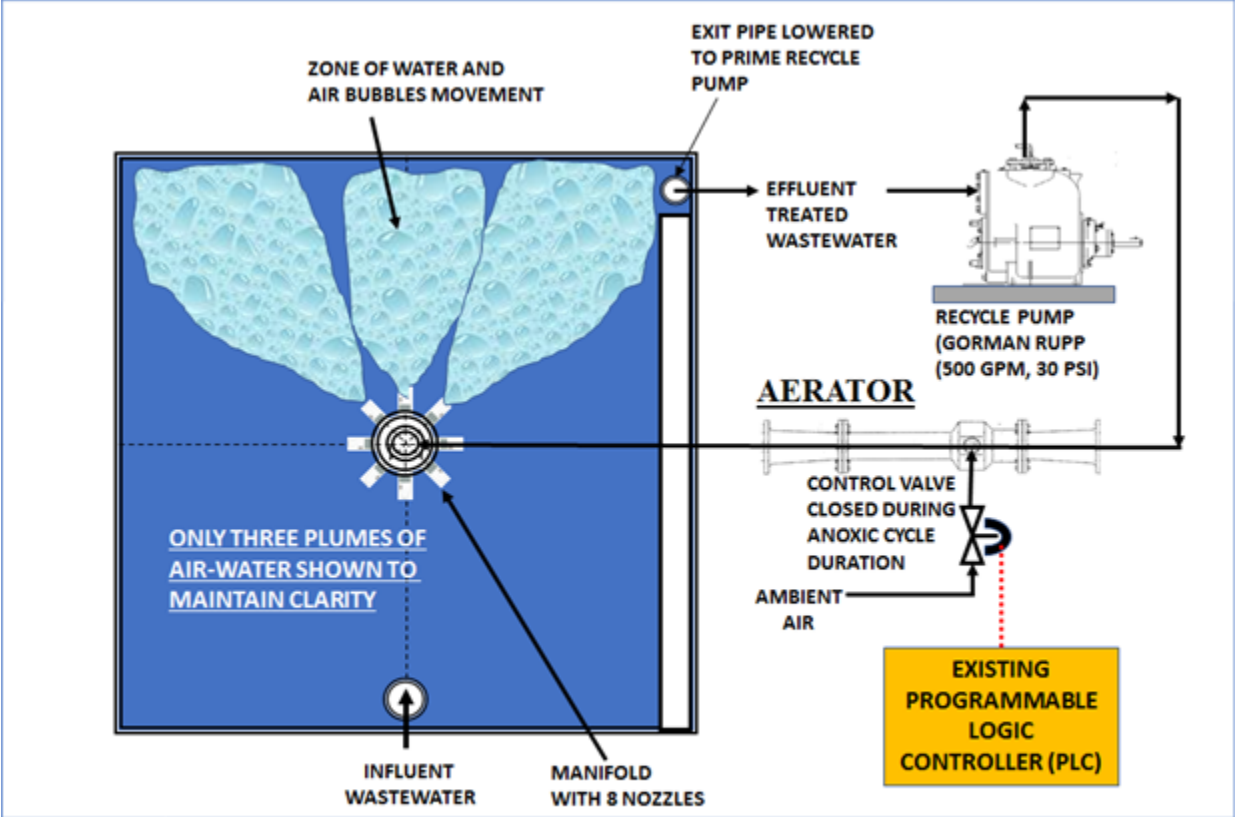 EXIT PIPE LOWERED
TO PRIME RECYCLE
PUMP
ZONE OF WATER AND
AIR BUBBLES MOVEMENT
EFFLUENT
TREATED
WASTEWATER
RECYCLE PUMP
(GORMAN RUPP
(500 GPM, 30 PSI)
AERATOR
CONTROL VALVE
CLOSED DURING
ANOXIC CYCLE
DURATION
AMBIENT
AIR
ONLY THREE PLUMES OF
AIR-WATER SHOWN TO
MAINTAIN CLARITY
EXISTING
PROGRAMMABLE
LOGIC
CONTROLLER (PLC)
INFLUENT
WASTEWATER
MANIFOLD
WITH 8 NOZZLES